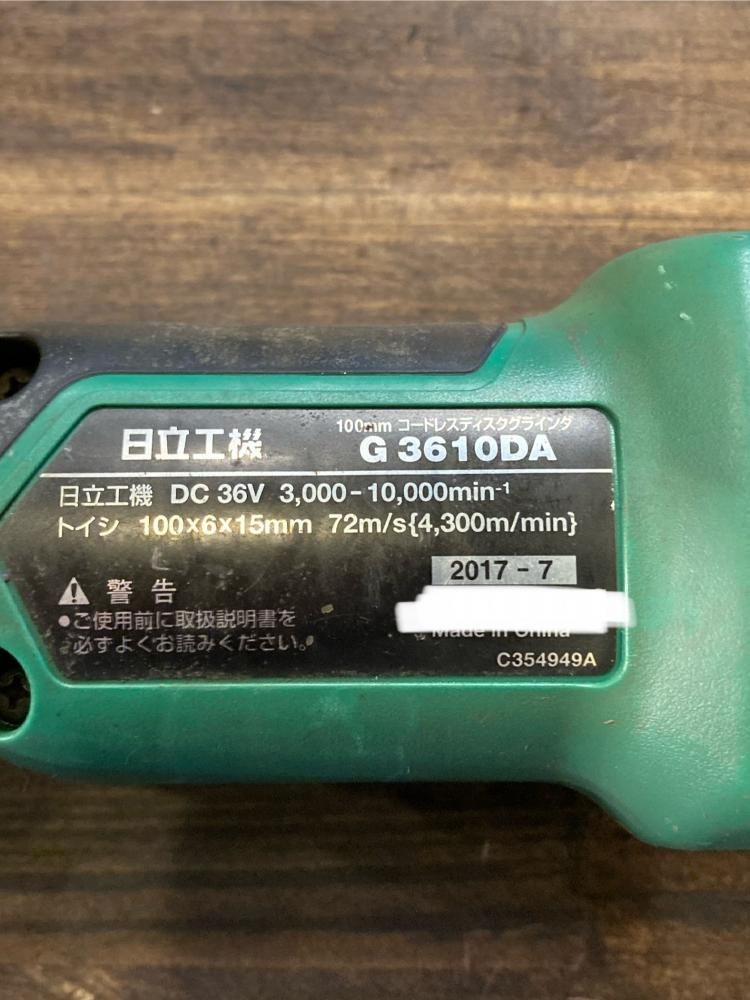 100mm コードレスディスクグラインダ
日立工機 G 3610DA
日立工機 DC 36V 3,000-10,000min⁻¹
トイシ 100×6×15mm 72m/s{4,300m/min}
2017-7
警告
●ご使用前に取扱説明書を
必ずよくお読みください。
Made in China
C354949A